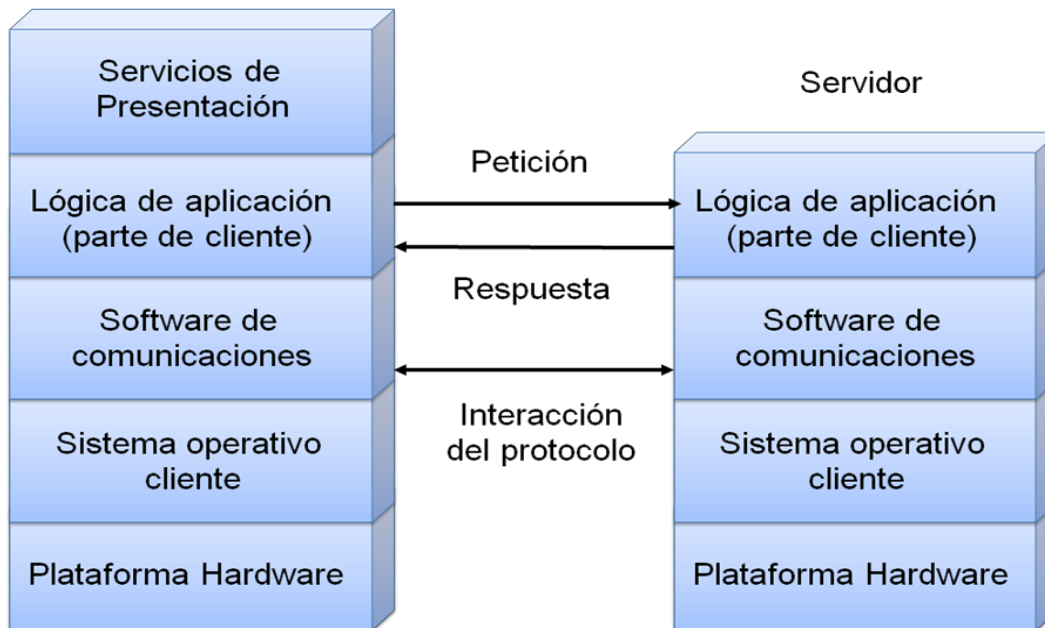 Servicios de
Presentación
Lógica de aplicación
(parte de cliente)
Software de
comunicaciones
Sistema operativo
cliente
Plataforma Hardware
Petición
Respuesta
Interacción
del protocolo
Servidor
Lógica de aplicación
(parte de cliente)
Software de
comunicaciones
Sistema operativo
cliente
Plataforma Hardware